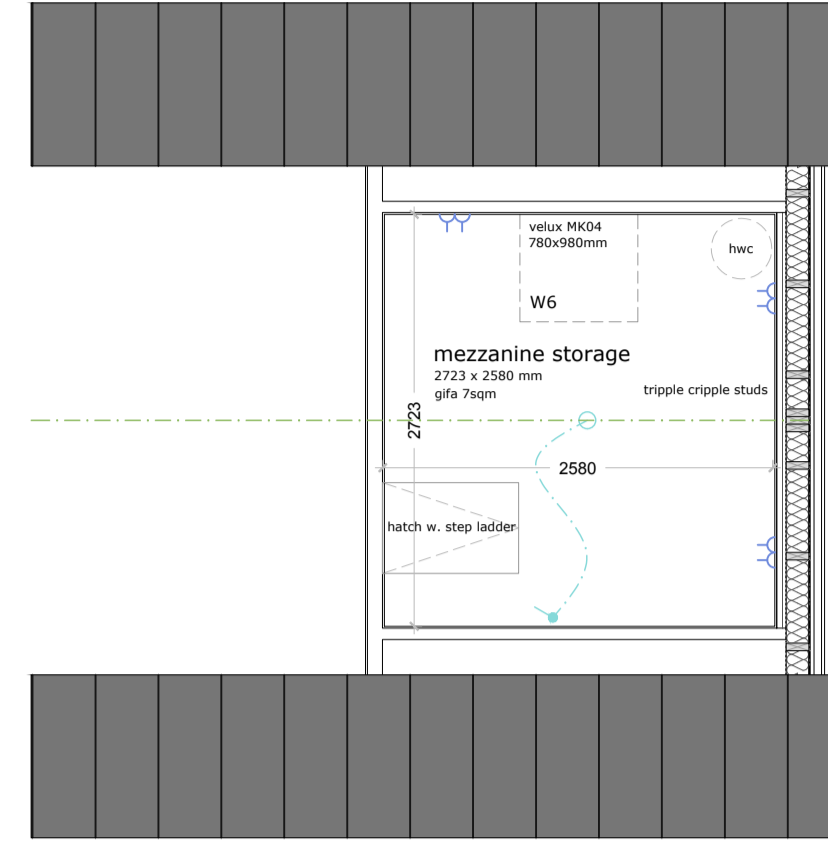 velux MK04
780x980mm
hwc
W6
mezzanine storage
2723 x 2580 mm
gifa 7sqm
tripple cripple studs
2723
2580
hatch w. step ladder